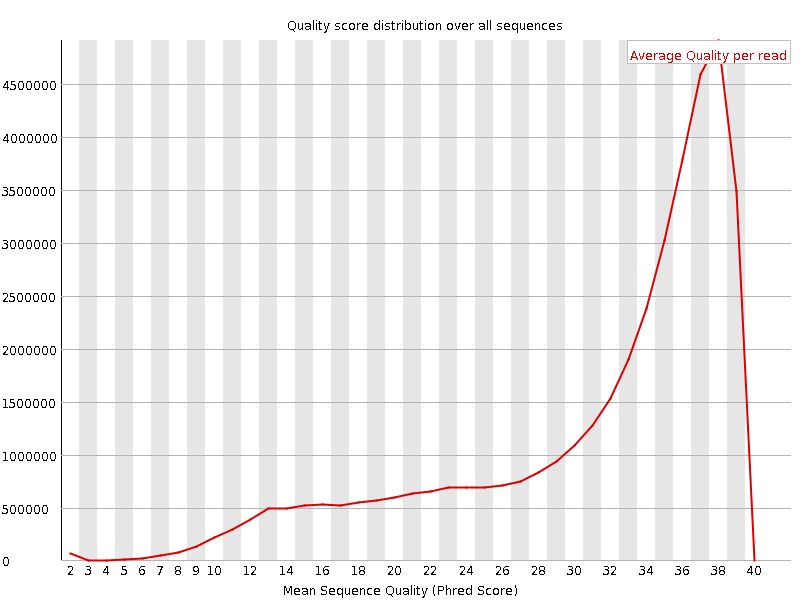 Quality score distribution over all sequences
Average Quality per read
4500000
4000000
3500000
3000000
2500000
2000000
1500000
1000000
500000
0
2 3 4 5 6 7 8 9 10 12 14 16 18 20 22 24 26 28 30 32 34 36 38 40
Mean Sequence Quality (Phred Score)